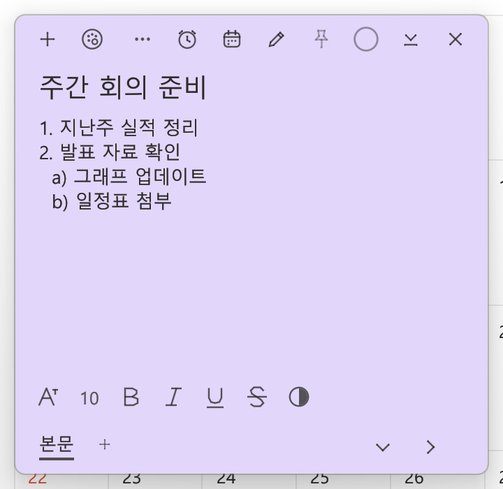 주간 회의 준비
1. 지난주 실적 정리
2. 발표 자료 확인
a) 그래프 업데이트
b) 일정표 첨부
A 10 B I U S
본문 +
22 23 24 25 26